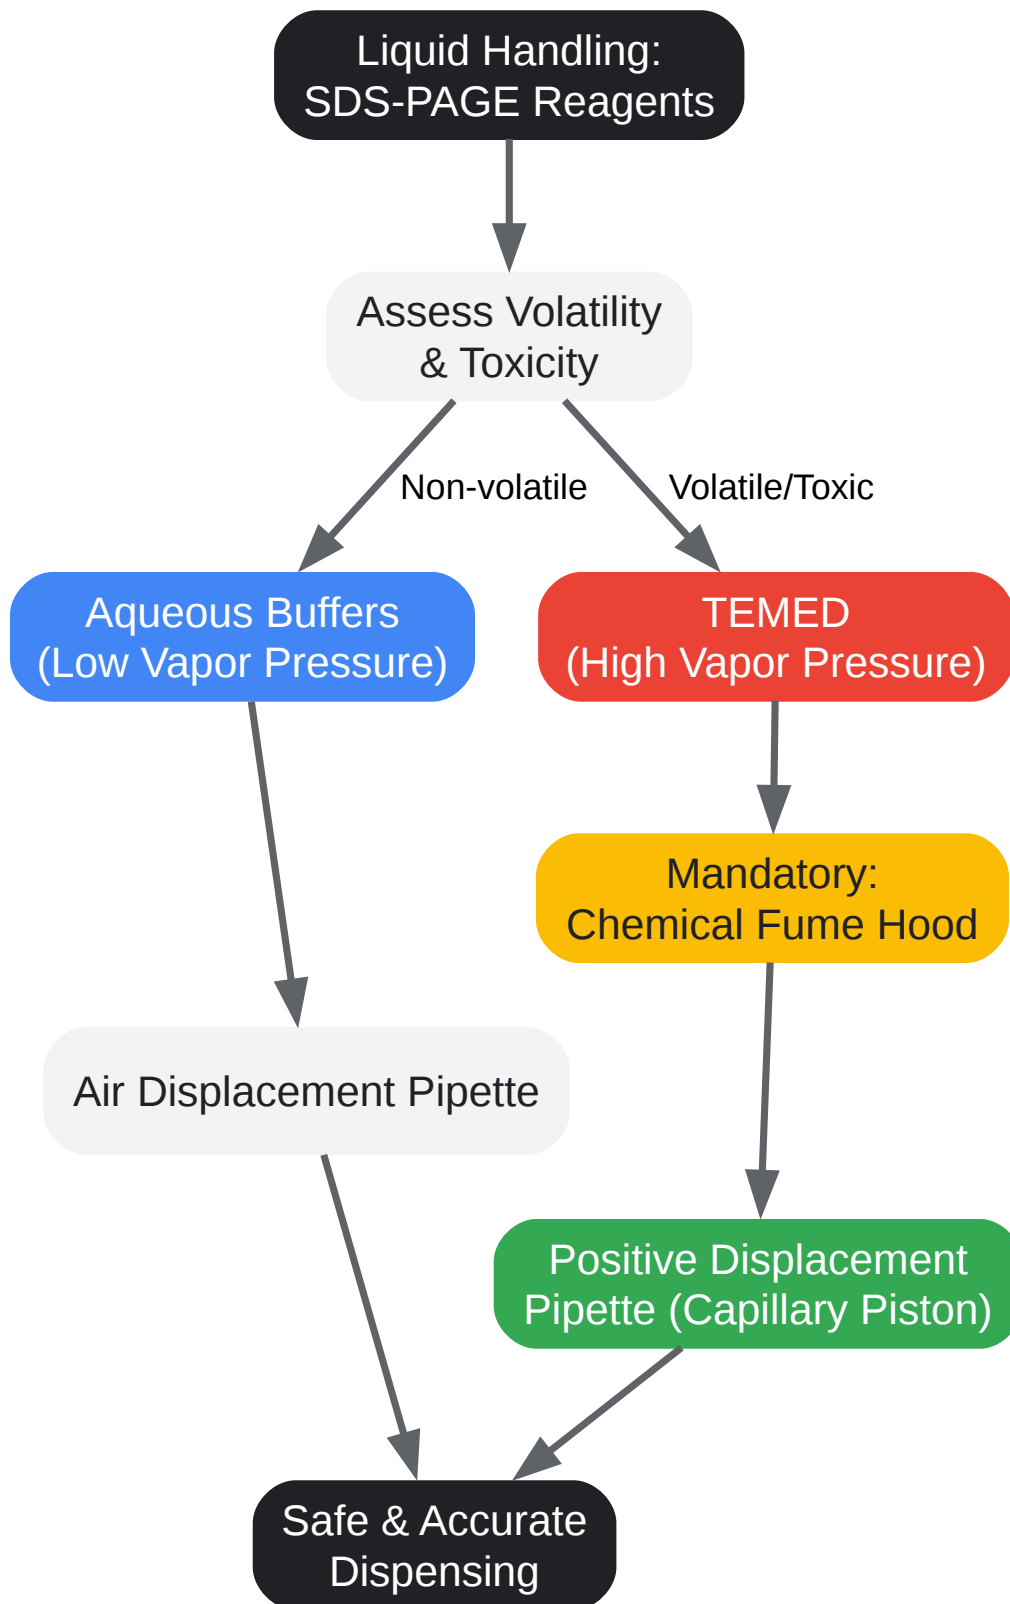 Liquid Handling:
SDS-PAGE Reagents
Assess Volatility
& Toxicity
Non-volatile
Volatile/Toxic
Aqueous Buffers
(Low Vapor Pressure)
TEMED
(High Vapor Pressure)
Mandatory:
Chemical Fume Hood
Air Displacement Pipette
Positive Displacement
Pipette (Capillary Piston)
Safe & Accurate
Dispensing